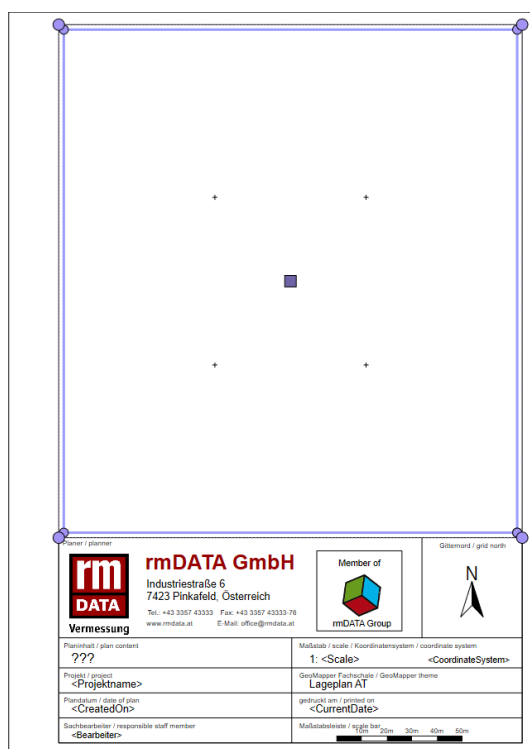 Planer / planner
rm
DATA
Vermessung
rmDATA GmbH
Industriestraße 6
7423 Pinkafeld, Österreich
Tel.: +43 3357 43333 Fax: +43 3357 43333-76
www.rmdata.at E-Mail: office@rmdata.at
Member of
rmDATA Group
Gitternord / grid north
N
Planinhalt / plan content
???
Maßstab / scale / Koordinatensystem / coordinate system
1: <Scale> <CoordinateSystem>
Projekt / project
<Projektname>
GeoMapper Fachschale / GeoMapper theme
Lageplan AT
Plandatum / date of plan
<CreatedOn>
gedruckt am / printed on
<CurrentDate>
Sachbearbeiter / responsible staff member
<Bearbeiter>
Maßstabsleiste / scale bar
10m 20m 30m 40m 50m